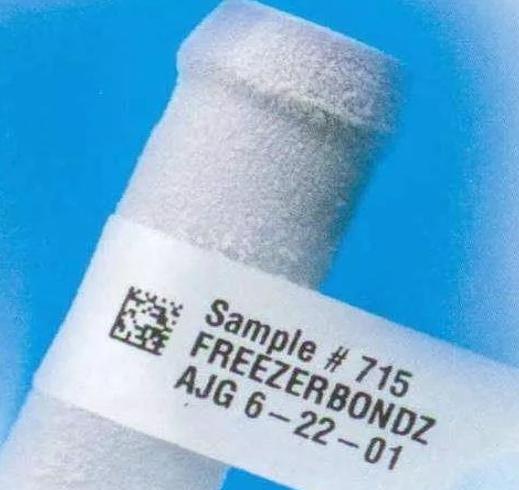 Sample # 715
FREEZERBONDZ
AJG 6-22-01